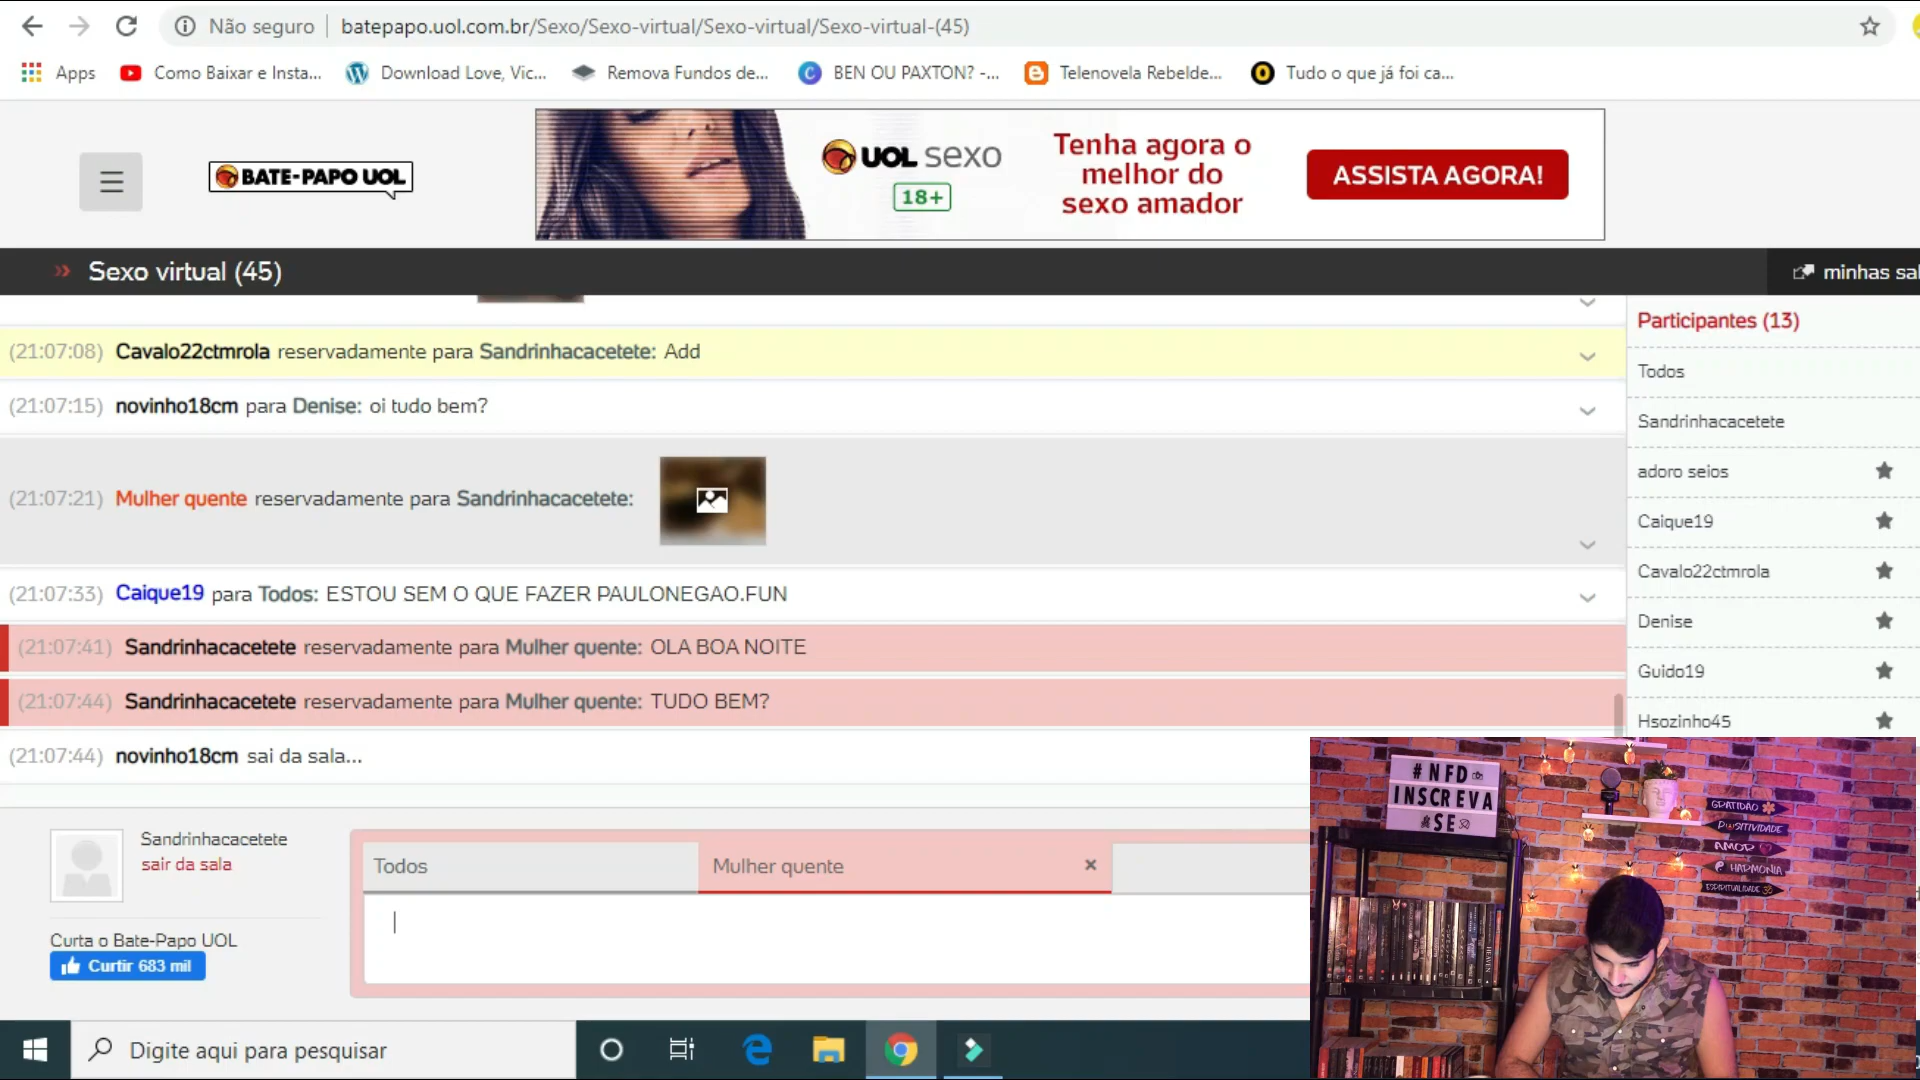 Não seguro
batepapo.uol.com.br/Sexo/Sexo-virtual/Sexo-virtual/Sexo-virtual-(45)
Apps
Como Baixar e Insta...
Download Love, Vic...
Remova Fundos de...
BEN OU PAXTON? -...
Telenovela Rebelde...
Tudo o que já foi ca...
BATE-PAPO UOL
UOL sexo
18+
Tenha agora o
melhor do
sexo amador
ASSISTA AGORA!
Sexo virtual (45)
minhas sal
(21:07:08) Cavalo22ctmrola reservadamente para Sandrinhacacetete: Add
(21:07:15) novinho18cm para Denise: oi tudo bem?
(21:07:21) Mulher quente reservadamente para Sandrinhacacetete:
(21:07:33) Caique19 para Todos: ESTOU SEM O QUE FAZER PAULONEGAO.FUN
(21:07:41) Sandrinhacacetete reservadamente para Mulher quente: OLA BOA NOITE
(21:07:44) Sandrinhacacetete reservadamente para Mulher quente: TUDO BEM?
(21:07:44) novinho18cm sai da sala...
Participantes (13)
Todos
Sandrinhacacetete
adoro seios
Caique19
Cavalo22ctmrola
Denise
Guido19
Hsozinho45
Sandrinhacacetete
sair da sala
Curta o Bate-Papo UOL
Curtir 683 mil
Todos
Mulher quente
#NFD
INSCREVA
SE
GRATIDÃO
POSITIVIDADE
AMOR
HARMONIA
ESPIRITUALIDADE
HEAVEN
Digite aqui para pesquisar